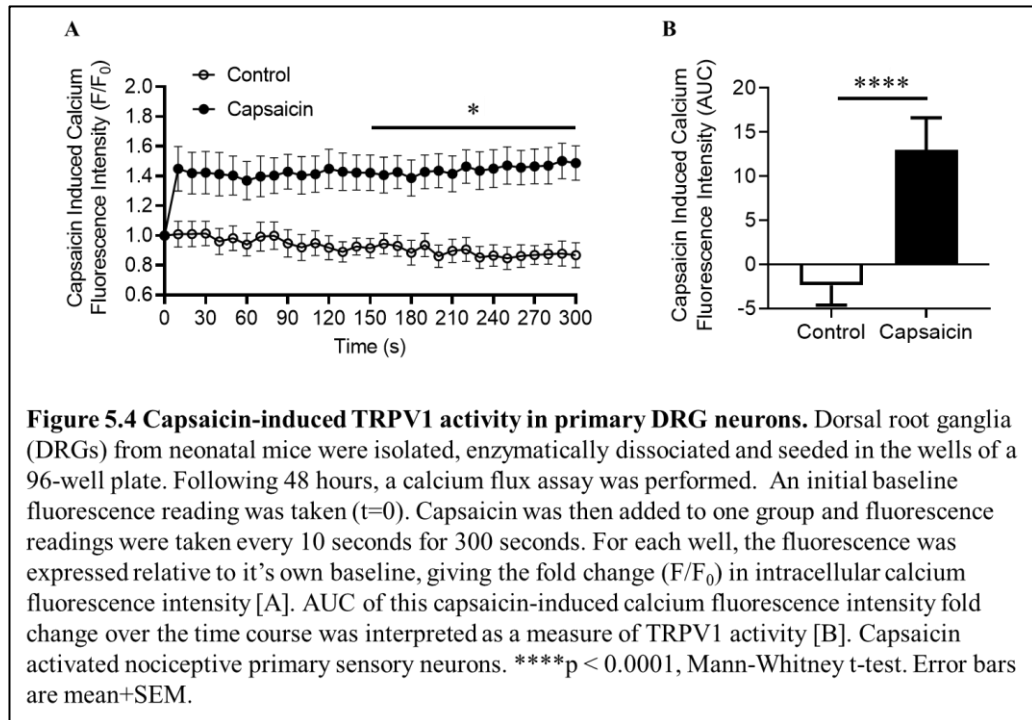 A
Control
Capsaicin
*
Capsaicin Induced Calcium
Fluorescence Intensity (F/F₀)
2.0
1.8
1.6
1.4
1.2
1.0
0.8
0.6
0 30 60 90 120 150 180 210 240 270 300
Time (s)
B
****
Capsaicin Induced Calcium
Fluorescence Intensity (AUC)
20
15
10
5
0
-5
Control Capsaicin
Figure 5.4 Capsaicin-induced TRPV1 activity in primary DRG neurons. Dorsal root ganglia
(DRGs) from neonatal mice were isolated, enzymatically dissociated and seeded in the wells of a
96-well plate. Following 48 hours, a calcium flux assay was performed. An initial baseline
fluorescence reading was taken (t=0). Capsaicin was then added to one group and fluorescence
readings were taken every 10 seconds for 300 seconds. For each well, the fluorescence was
expressed relative to it's own baseline, giving the fold change (F/F₀) in intracellular calcium
fluorescence intensity [A]. AUC of this capsaicin-induced calcium fluorescence intensity fold
change over the time course was interpreted as a measure of TRPV1 activity [B]. Capsaicin
activated nociceptive primary sensory neurons. ****p < 0.0001, Mann-Whitney t-test. Error bars
are mean+SEM.